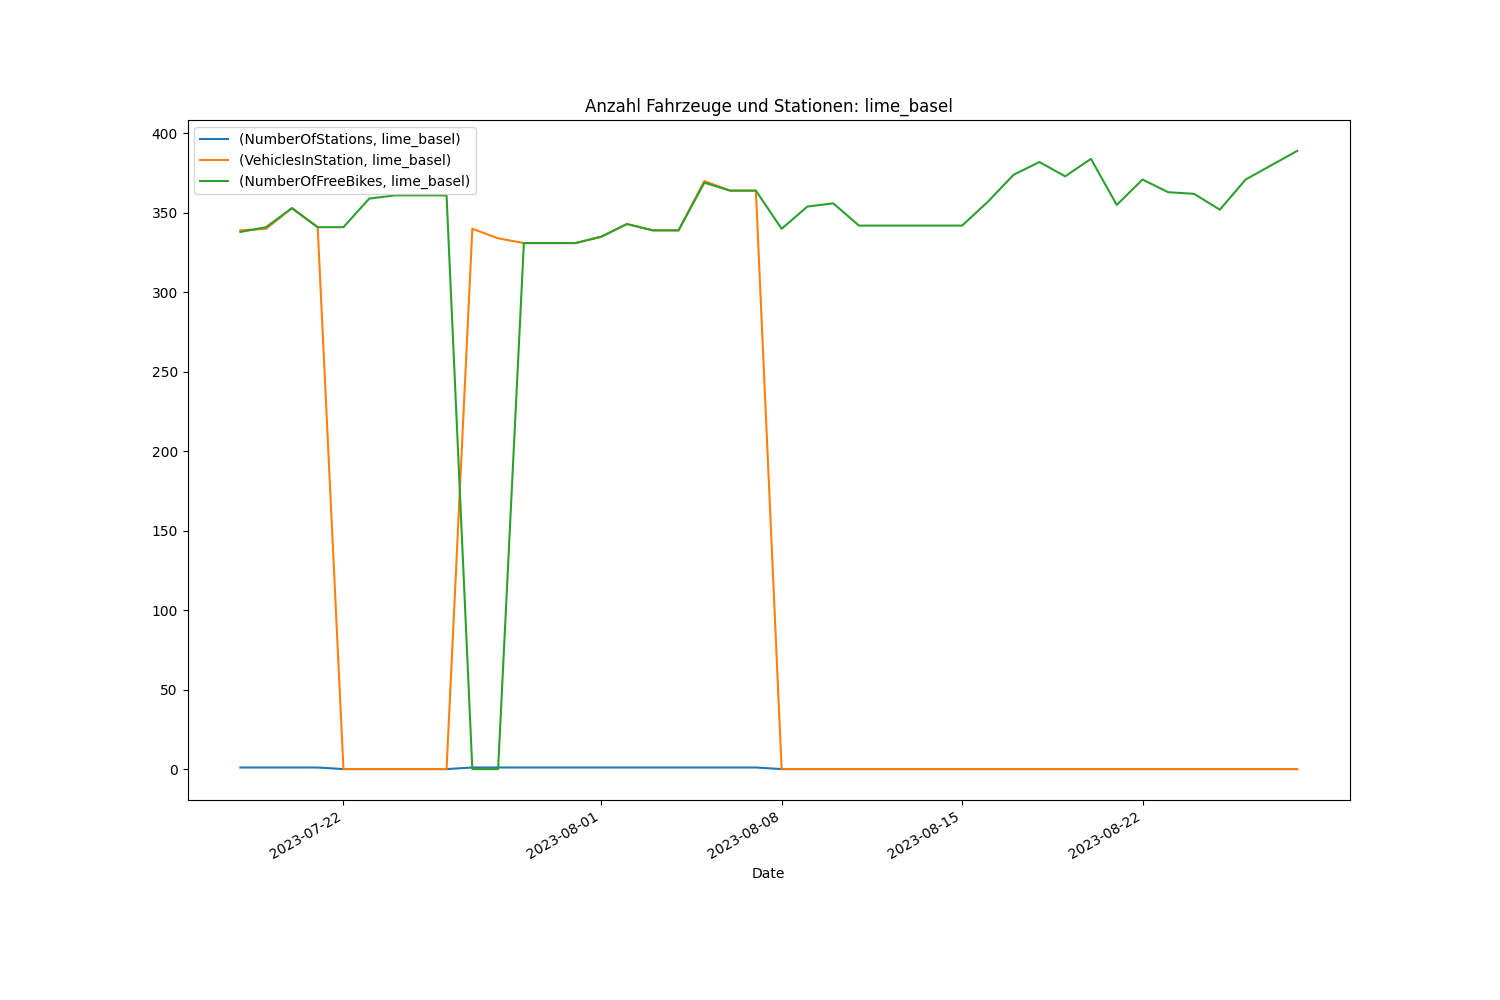 Anzahl Fahrzeuge und Stationen: lime_basel
(NumberOfStations, lime_basel)
(VehiclesInStation, lime_basel)
(NumberOfFreeBikes, lime_basel)
400
350
300
250
200
150
100
50
0
2023-07-22
2023-08-01
2023-08-08
2023-08-15
2023-08-22
Date